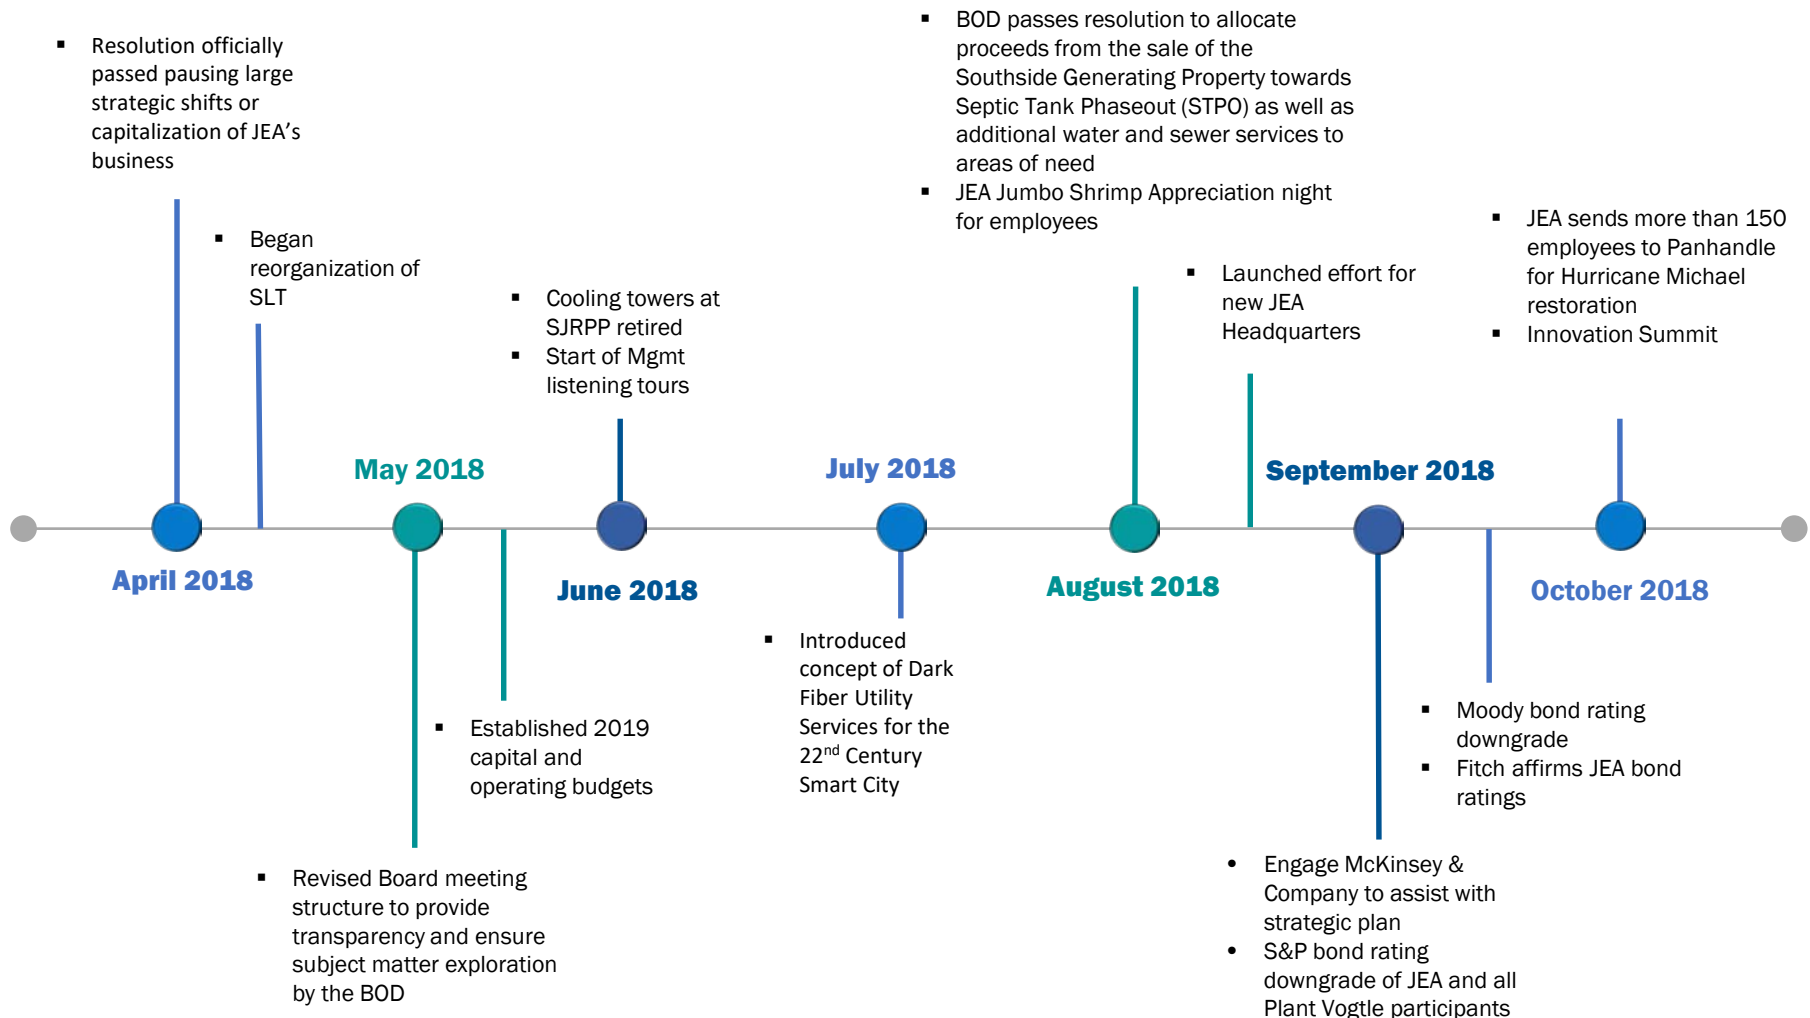 ▪ Resolution officially
passed pausing large
strategic shifts or
capitalization of JEA’s
business
▪ Began
reorganization of
SLT
▪ Cooling towers at
SJRPP retired
▪ Start of Mgmt
listening tours
▪ BOD passes resolution to allocate
proceeds from the sale of the
Southside Generating Property towards
Septic Tank Phaseout (STPO) as well as
additional water and sewer services to
areas of need
▪ JEA Jumbo Shrimp Appreciation night
for employees
▪ Launched effort for
new JEA
Headquarters
▪ JEA sends more than 150
employees to Panhandle
for Hurricane Michael
restoration
▪ Innovation Summit
May 2018
July 2018
September 2018
April 2018
June 2018
August 2018
October 2018
▪ Revised Board meeting
structure to provide
transparency and ensure
subject matter exploration
by the BOD
▪ Established 2019
capital and
operating budgets
▪ Introduced
concept of Dark
Fiber Utility
Services for the
22nd Century
Smart City
• Engage McKinsey &
Company to assist with
strategic plan
• S&P bond rating
downgrade of JEA and all
Plant Vogtle participants
▪ Moody bond rating
downgrade
▪ Fitch affirms JEA bond
ratings